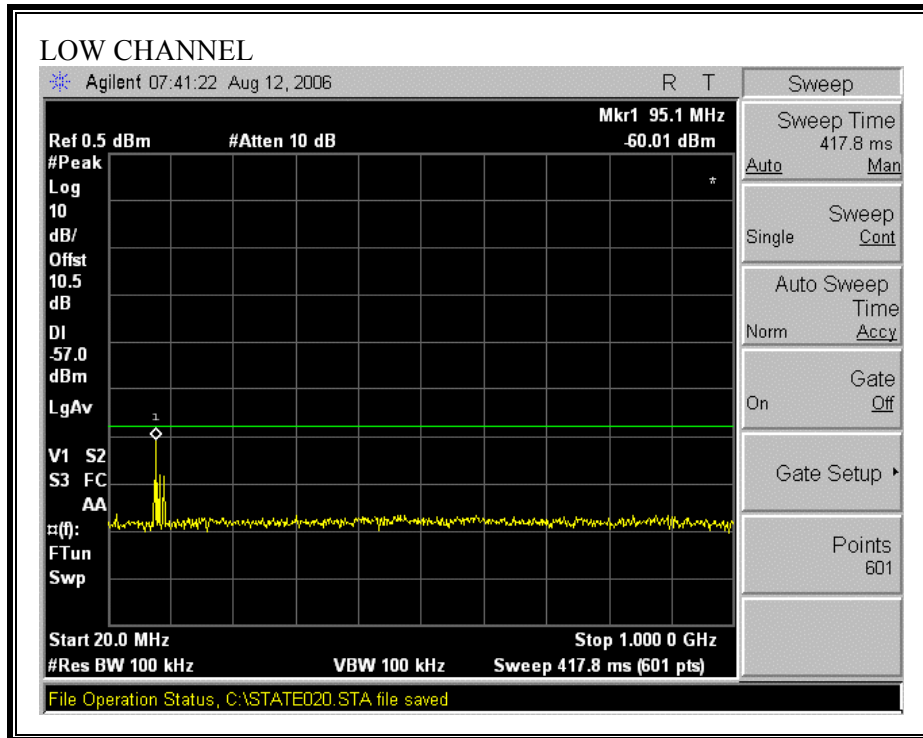 LOW CHANNEL
Agilent 07:41:22 Aug 12, 2006 R T
Mkr1 95.1 MHz
Ref 0.5 dBm #Atten 10 dB -60.01 dBm
#Peak
Log
10
dB/
Offst
10.5
dB
DI
-57.0
dBm
LgAv
1
V1 S2
S3 FC
AA
¤(f):
FTun
Swp
*
Start 20.0 MHz Stop 1.000 0 GHz
#Res BW 100 kHz VBW 100 kHz Sweep 417.8 ms (601 pts)
Sweep
Sweep Time
417.8 ms
Auto Man
Sweep
Single Cont
Auto Sweep
Time
Norm Accy
Gate
On Off
Gate Setup
Points
601
File Operation Status, C:\STATE020.STA file saved